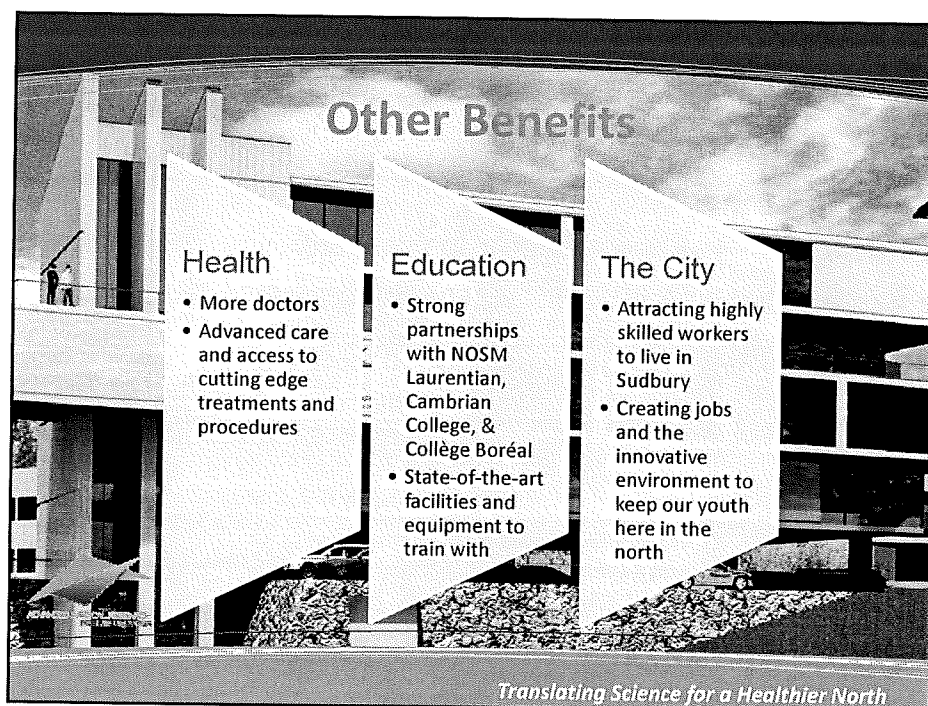 Other Benefits
Health
• More doctors
• Advanced care
and access to
cutting edge
treatments and
procedures
Education
• Strong
partnerships
with NOSM
Laurentian,
Cambrian
College, &
Collège Boréal
• State-of-the-art
facilities and
equipment to
train with
The City
• Attracting highly
skilled workers
to live in
Sudbury
• Creating jobs
and the
innovative
environment to
keep our youth
here in the
north
Translating Science for a Healthier North